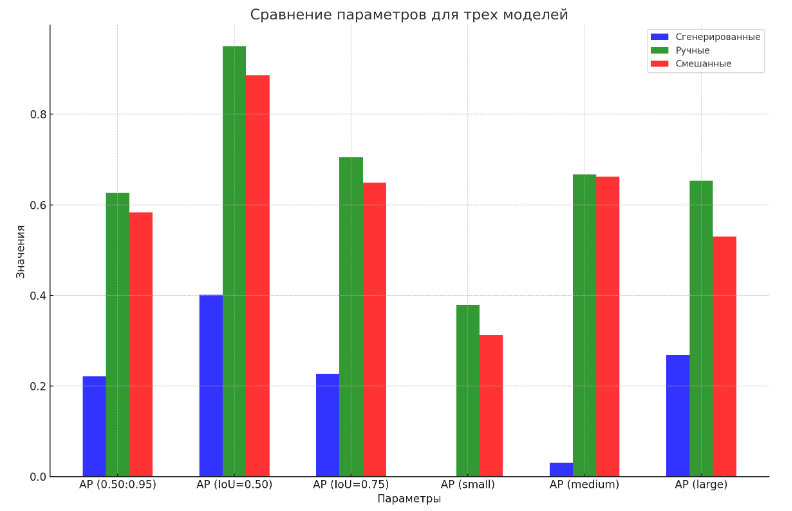 Сравнение параметров для трех моделей
Сгенерированные
Ручные
Смешанные
Значения
0.8
0.6
0.4
0.2
0.0
AP (0.50:0.95)
AP (IoU=0.50)
AP (IoU=0.75)
AP (small)
AP (medium)
AP (large)
Параметры